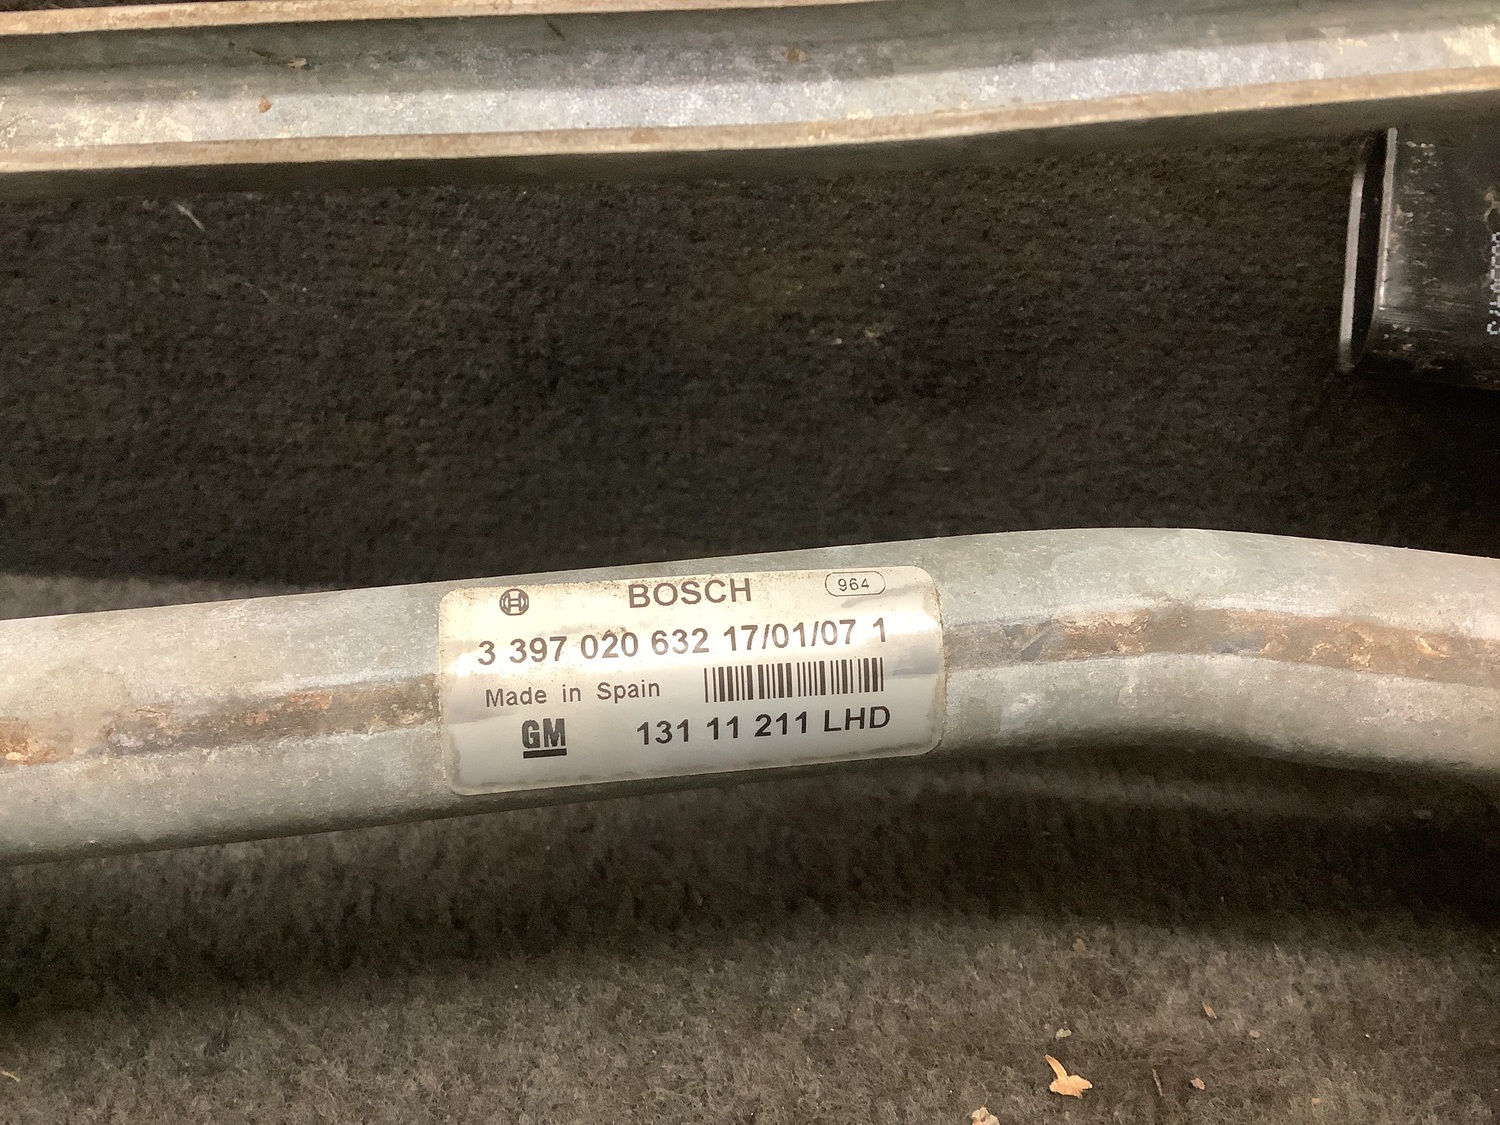 BOSCH 964
3 397 020 632 17/01/07 1
Made in Spain
GM 131 11 211 LHD